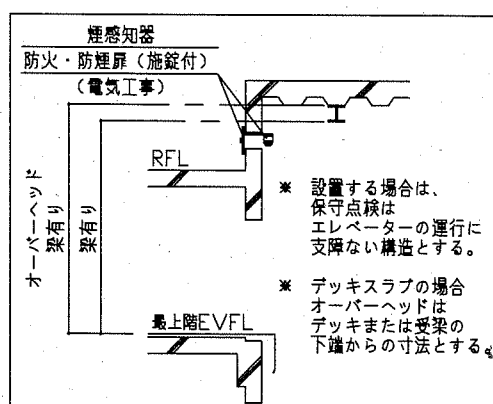 煙感知器
防火・防煙扉（施錠付）
（電気工事）
オーバーヘッド
梁有り
梁有り
RFL
※ 設置する場合は、
保守点検は
エレベーターの運行に
支障ない構造とする。
※ デッキスラブの場合
オーバーヘッドは
デッキまたは受梁の
下端からの寸法とする。
最上階EVFL